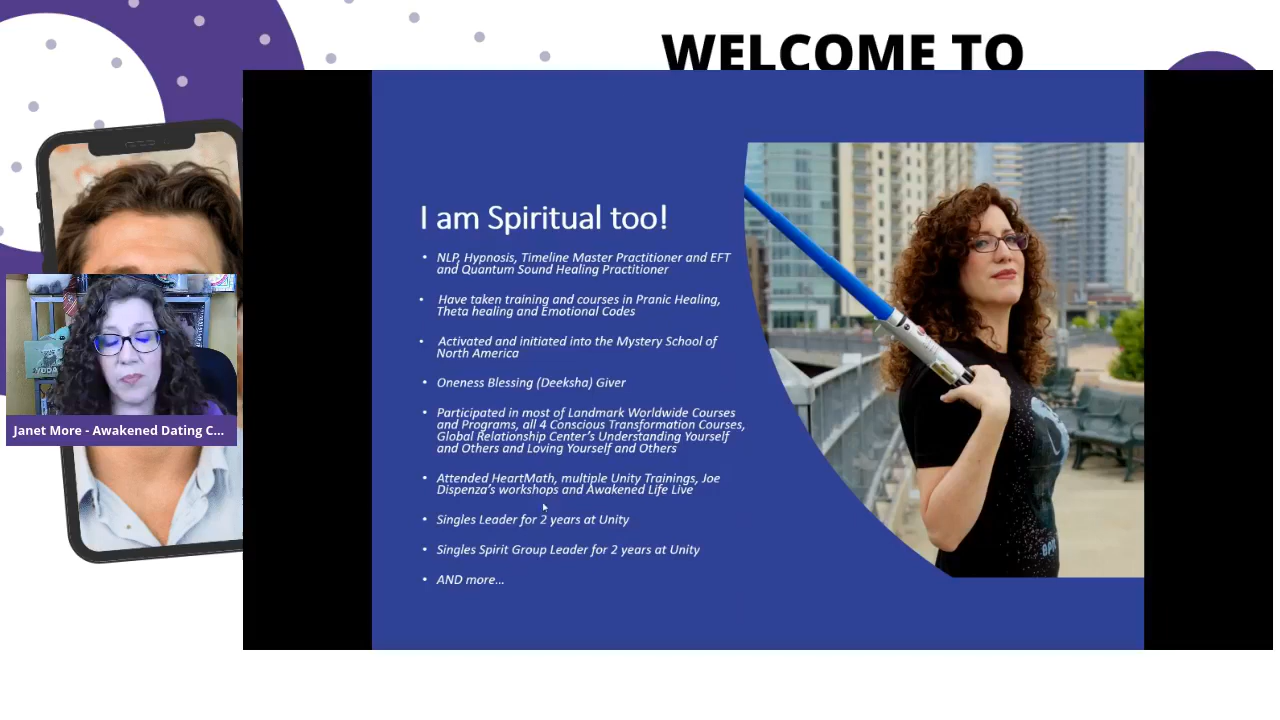 WELCOME TO
I am Spiritual too!
• NLP, Hypnosis, Timeline Master Practitioner and EFT
and Quantum Sound Healing Practitioner
• Have taken training and courses in Pranic Healing,
Theta healing and Emotional Codes
• Activated and initiated into the Mystery School of
North America
• Oneness Blessing (Deeksha) Giver
• Participated in most of Landmark Worldwide Courses
and Programs, all 4 Conscious Transformation Courses,
Global Relationship Center's Understanding Yourself
and Others and Loving Yourself and Others
• Attended HeartMath, multiple Unity Trainings, Joe
Dispenza's workshops and Awakened Life Live
• Singles Leader for 2 years at Unity
• Singles Spirit Group Leader for 2 years at Unity
• AND more...
YODA
Janet More - Awakened Dating C...